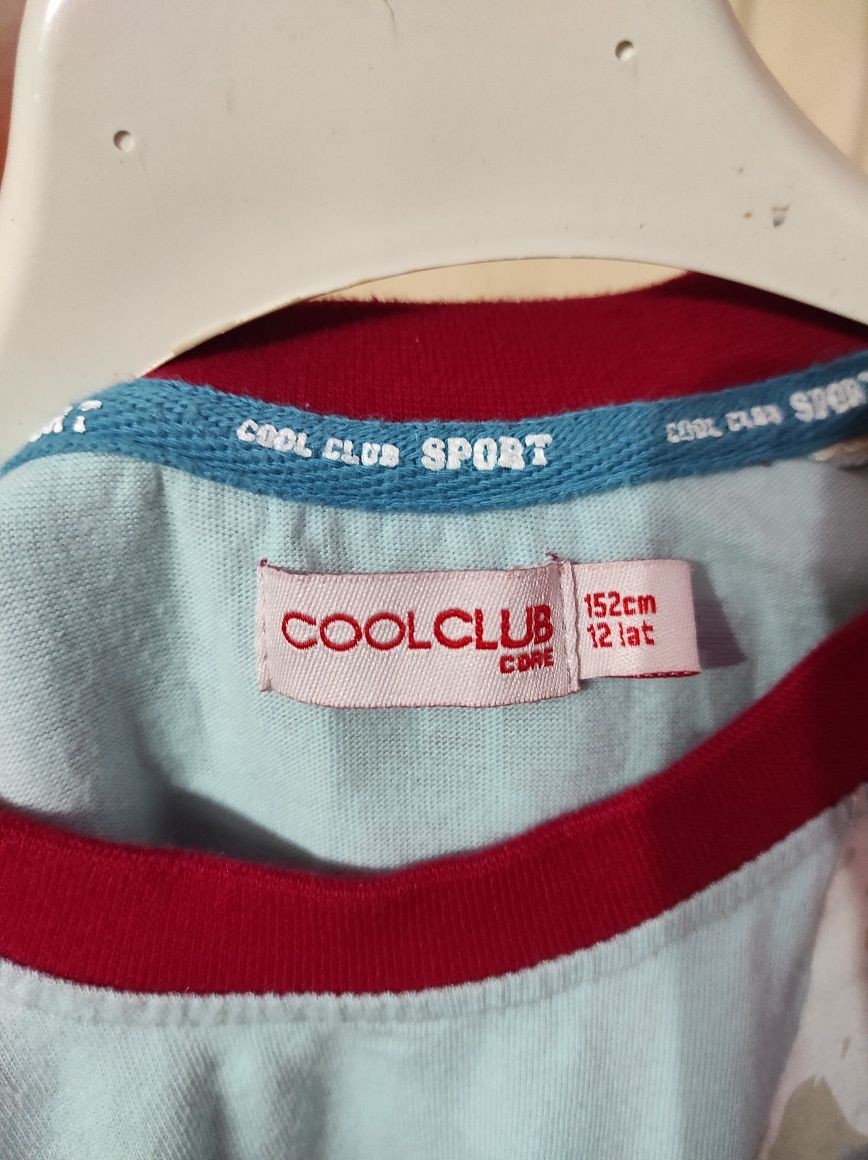 COOL CLUB SPORT
COOL CLUB SPORT
COOLCLUB
CORE
152cm
12 lat